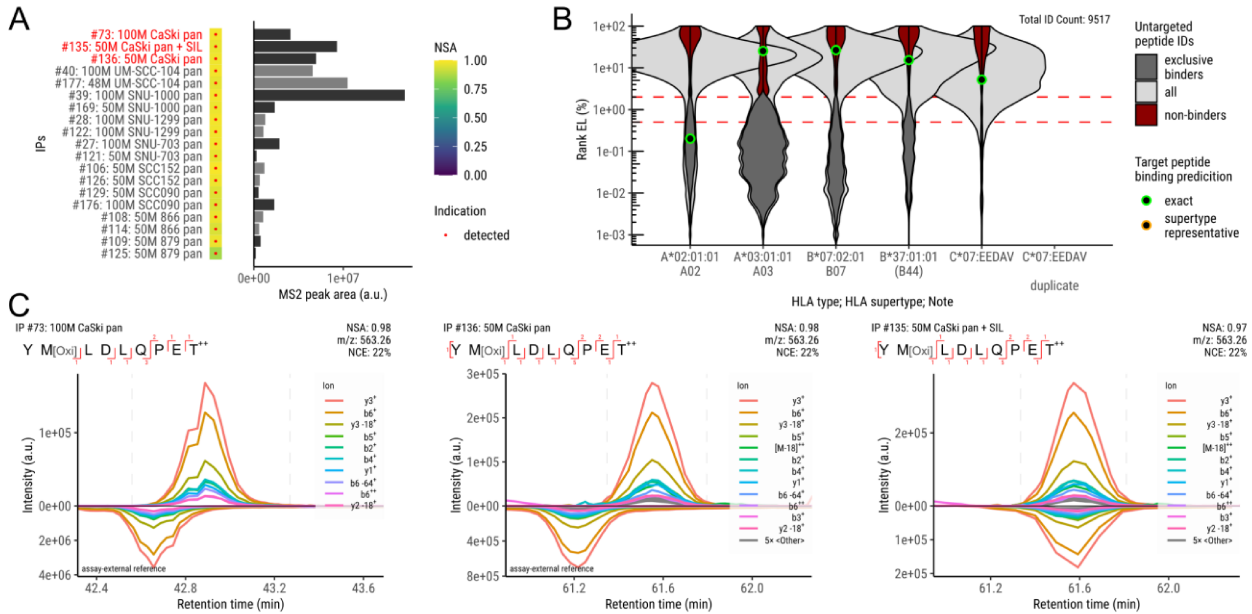 A
IPs
#73: 100M CaSki pan
#135: 50M CaSki pan + SIL
#136: 50M CaSki pan
#40: 100M UM-SCC-104 pan
#177: 48M UM-SCC-104 pan
#39: 100M SNU-1000 pan
#169: 50M SNU-1000 pan
#28: 100M SNU-1299 pan
#122: 100M SNU-1299 pan
#27: 100M SNU-703 pan
#121: 50M SNU-703 pan
#106: 50M SCC152 pan
#126: 50M SCC152 pan
#129: 50M SCC090 pan
#176: 100M SCC090 pan
#108: 50M 866 pan
#114: 50M 866 pan
#109: 50M 879 pan
#125: 50M 879 pan
0e+00 1e+07
MS2 peak area (a.u.)
NSA
1.00
0.75
0.50
0.25
0.00
Indication
detected
B
Total ID Count: 9517
Rank EL (%)
1e+02
1e+01
1e+00
1e-01
1e-02
1e-03
A*02:01:01 A*03:01:01 B*07:02:01 B*37:01:01 C*07:EEDAV C*07:EEDAV
A02 A03 B07 (B44)
duplicate
HLA type; HLA supertype; Note
Untargeted
peptide IDs
exclusive
binders
all
non-binders
Target peptide
binding predicition
exact
supertype
representative
C
IP #73: 100M CaSki pan
NSA: 0.98
m/z: 563.26
NCE: 22%
Y M[Oxi] L D L Q P E T++
Intensity (a.u.)
1e+05
0e+00
2e+06
4e+06
Ion
y3+
b6+
y3 -18+
b5+
b2+
b4+
y1+
b6 -64+
b6++
y2 -18+
assay-external reference
42.4 42.8 43.2 43.6
Retention time (min)
IP #136: 50M CaSki pan
NSA: 0.98
m/z: 563.26
NCE: 22%
Y M[Oxi] L D L Q P E T++
Intensity (a.u.)
3e+05
2e+05
1e+05
0e+00
4e+05
8e+05
Ion
y3+
b6+
y3 -18+
b5+
[M-18]++
b2+
b4+
y1+
b6 -64+
b6++
b3+
y2 -18+
5× <Other>
assay-external reference
61.2 61.6 62.0
Retention time (min)
IP #135: 50M CaSki pan + SIL
NSA: 0.97
m/z: 563.26
NCE: 22%
Y M[Oxi] L D L Q P E T++
Intensity (a.u.)
2e+05
0e+00
1e+05
2e+05
Ion
y3+
b6+
y3 -18+
b5+
[M-18]++
b2+
b4+
y1+
b6 -64+
b6++
b3+
y2 -18+
5× <Other>
61.2 61.6 62.0
Retention time (min)